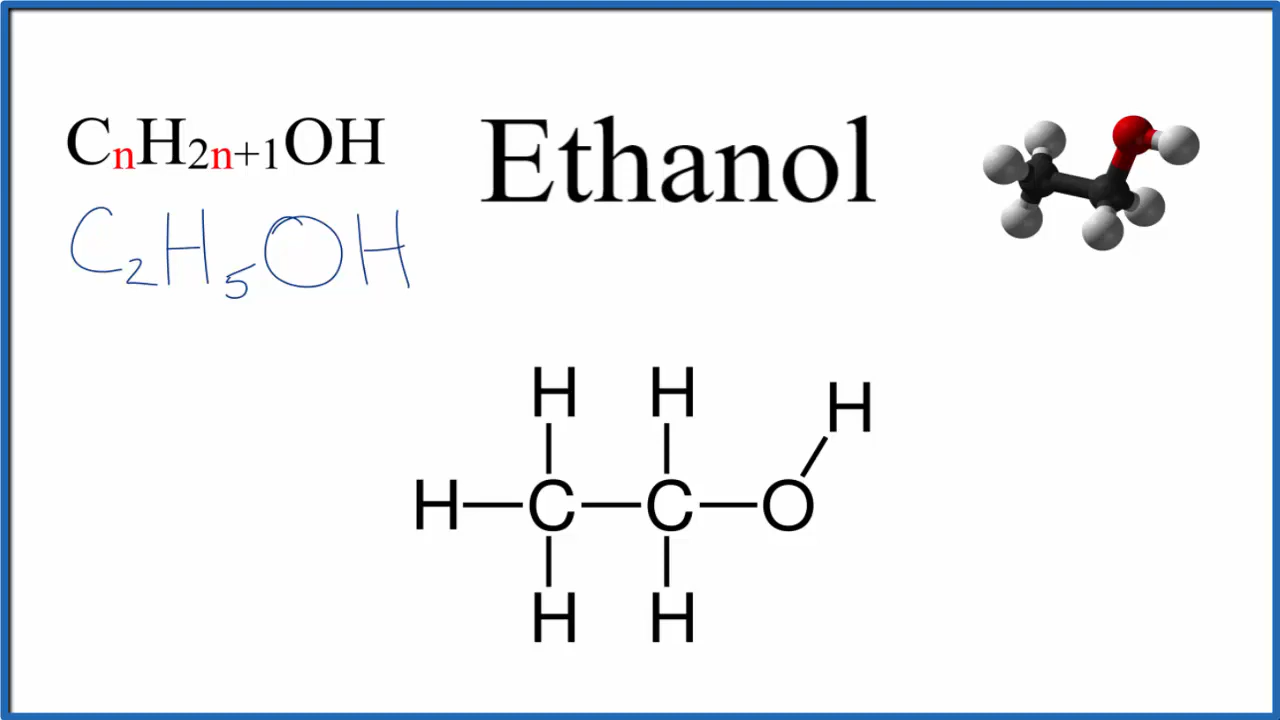 CnH2n+1OH
Ethanol
C2H5OH
H H H
H C C O
H H